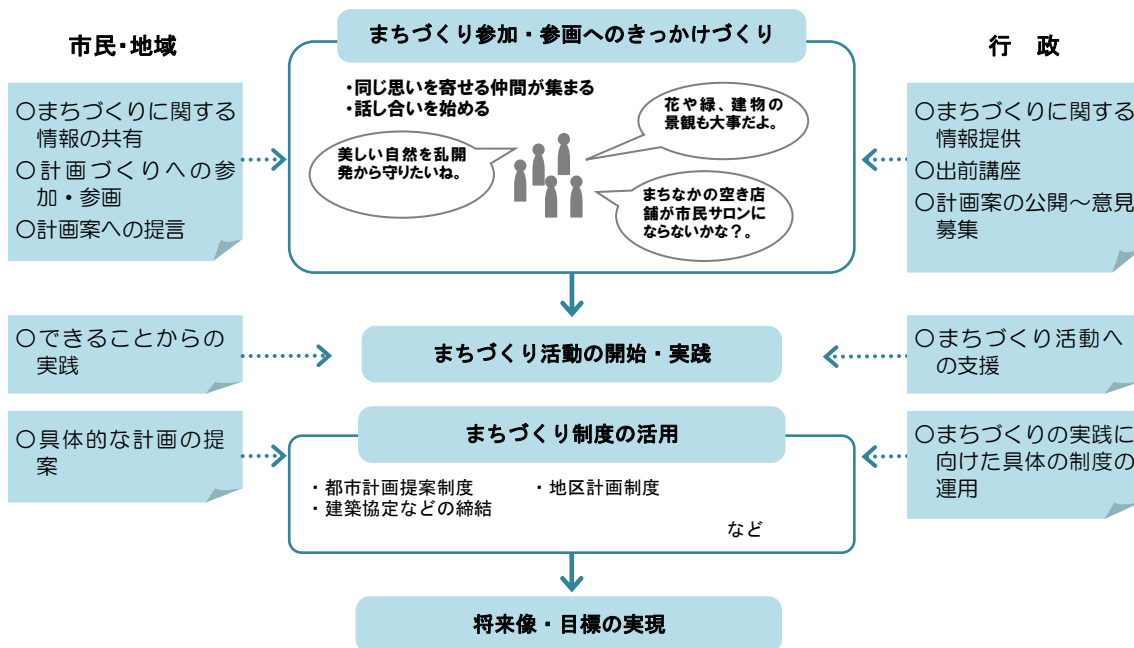 まちづくり参加・参画へのきっかけづくり
市民・地域
行　政
〇まちづくりに関する
情報の共有
〇計画づくりへの参
加・参画
〇計画案への提言
・同じ思いを寄せる仲間が集まる
・話し合いを始める
花や緑、建物の
景観も大事だよ。
美しい自然を乱開
発から守りたいね。
まちなかの空き店
舗が市民サロンに
ならないかな？。
〇まちづくりに関する
情報提供
〇出前講座
〇計画案の公開～意見
募集
〇できることからの
実践
まちづくり活動の開始・実践
〇まちづくり活動へ
の支援
〇具体的な計画の提
案
まちづくり制度の活用
・都市計画提案制度
・地区計画制度
・建築協定などの締結
など
〇まちづくりの実践に
向けた具体の制度の
運用
将来像・目標の実現